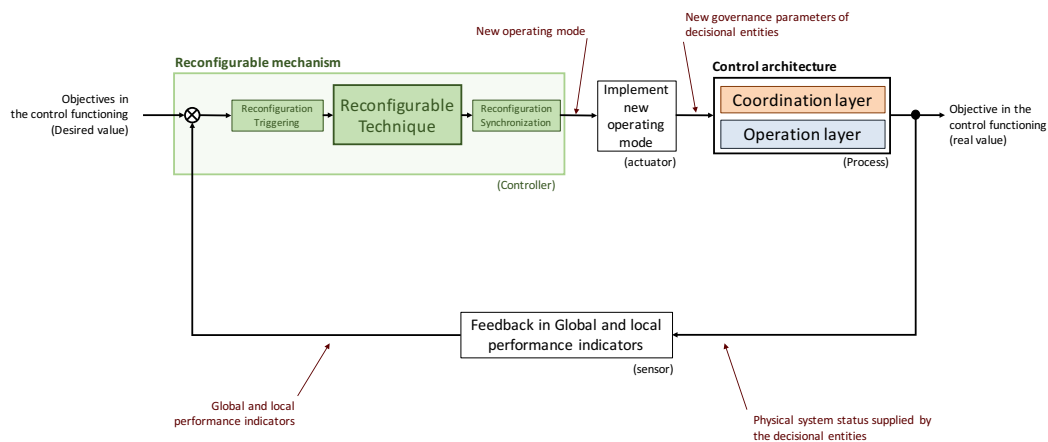 New operating mode
New governance parameters of
decisional entities
Reconfigurable mechanism
Control architecture
Objectives in
the control functioning
(Desired value)
Reconfiguration
Triggering
Reconfigurable
Technique
Reconfiguration
Synchronization
Implement
new
operating
mode
(actuator)
Coordination layer
Operation layer
(Process)
Objective in the
control functioning
(real value)
(Controller)
Feedback in Global and local
performance indicators
(sensor)
Global and local
performance indicators
Physical system status supplied by
the decisional entities